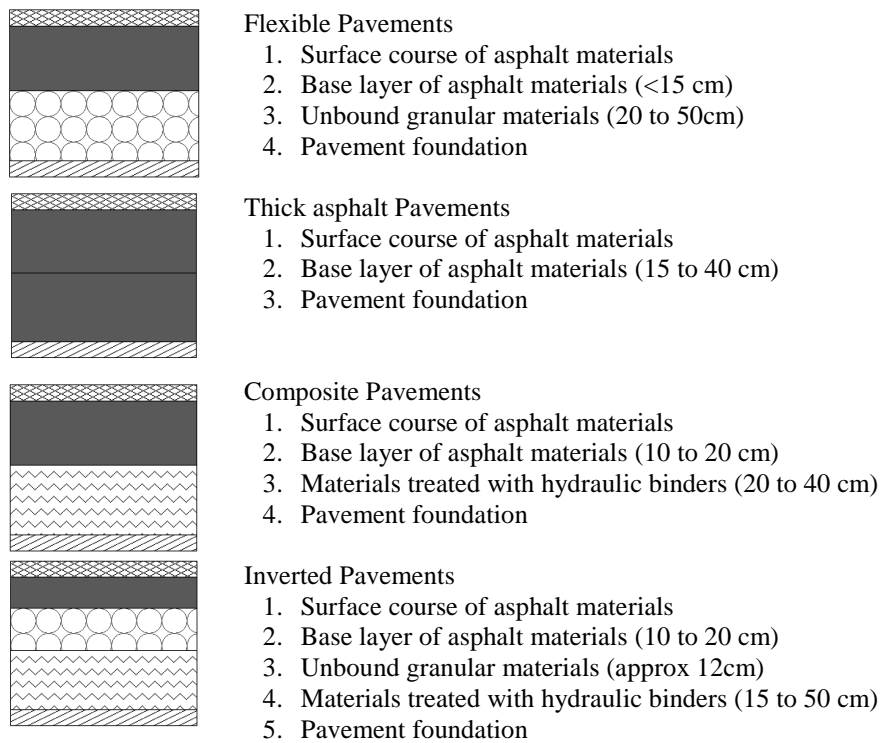 Flexible Pavements
1. Surface course of asphalt materials
2. Base layer of asphalt materials (<15 cm)
3. Unbound granular materials (20 to 50cm)
4. Pavement foundation
Thick asphalt Pavements
1. Surface course of asphalt materials
2. Base layer of asphalt materials (15 to 40 cm)
3. Pavement foundation
Composite Pavements
1. Surface course of asphalt materials
2. Base layer of asphalt materials (10 to 20 cm)
3. Materials treated with hydraulic binders (20 to 40 cm)
4. Pavement foundation
Inverted Pavements
1. Surface course of asphalt materials
2. Base layer of asphalt materials (10 to 20 cm)
3. Unbound granular materials (approx 12cm)
4. Materials treated with hydraulic binders (15 to 50 cm)
5. Pavement foundation